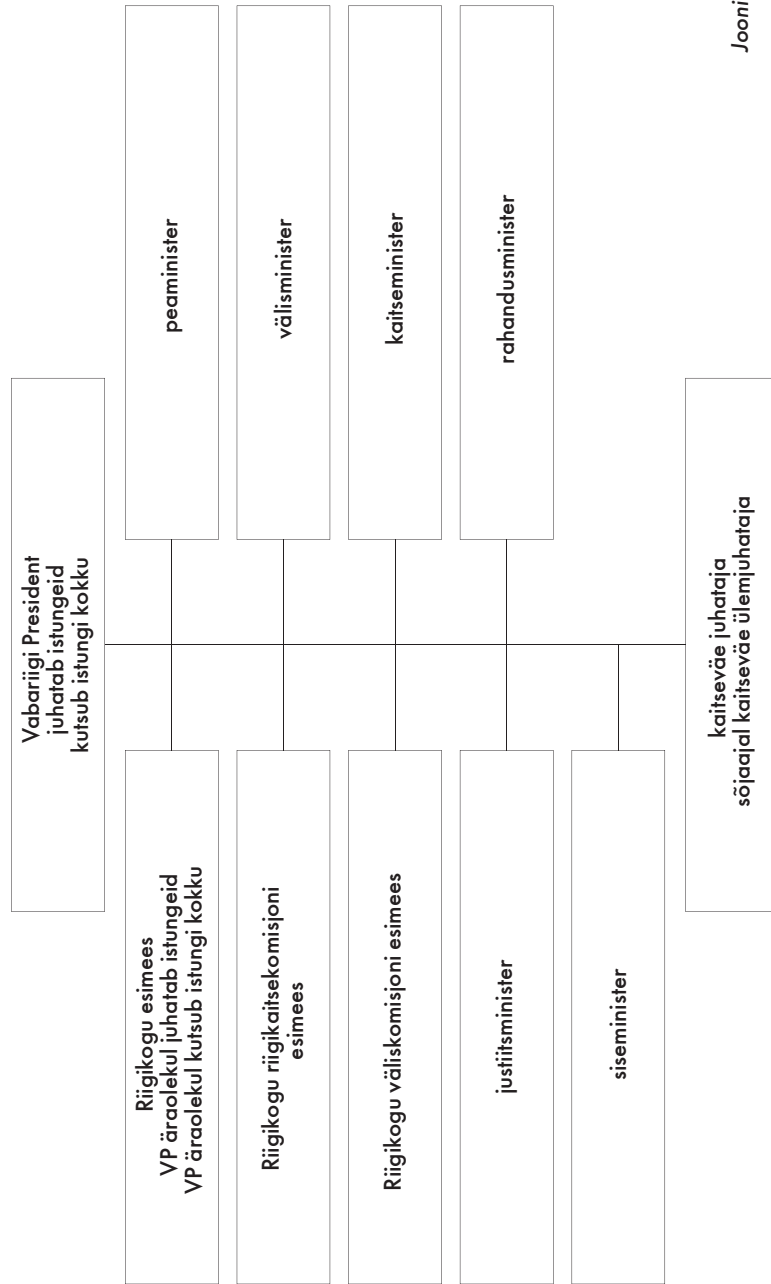 Vabariigi President
juhatab istungeid
kutsub istungi kokku
Riigikogu esimees
VP äraolekul juhatab istungeid
VP äraolekul kutsub istungi kokku
peaminister
Riigikogu riigikaitsekomisjoni
esimees
välisminister
Riigikogu väliskomisjoni esimees
kaitseminister
justiitsminister
rahandusminister
siseminister
kaitseväe juhataja
sõjaajal kaitseväe ülemjuhataja
Jooni